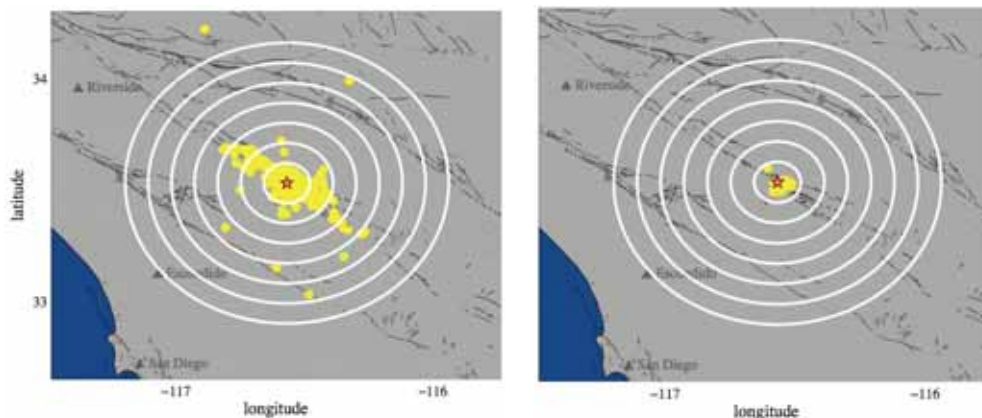 34
33
latitude
Riverside
Escondido
San Diego
-117
-116
longitude
Riverside
Escondido
San Diego
-117
-116
longitude